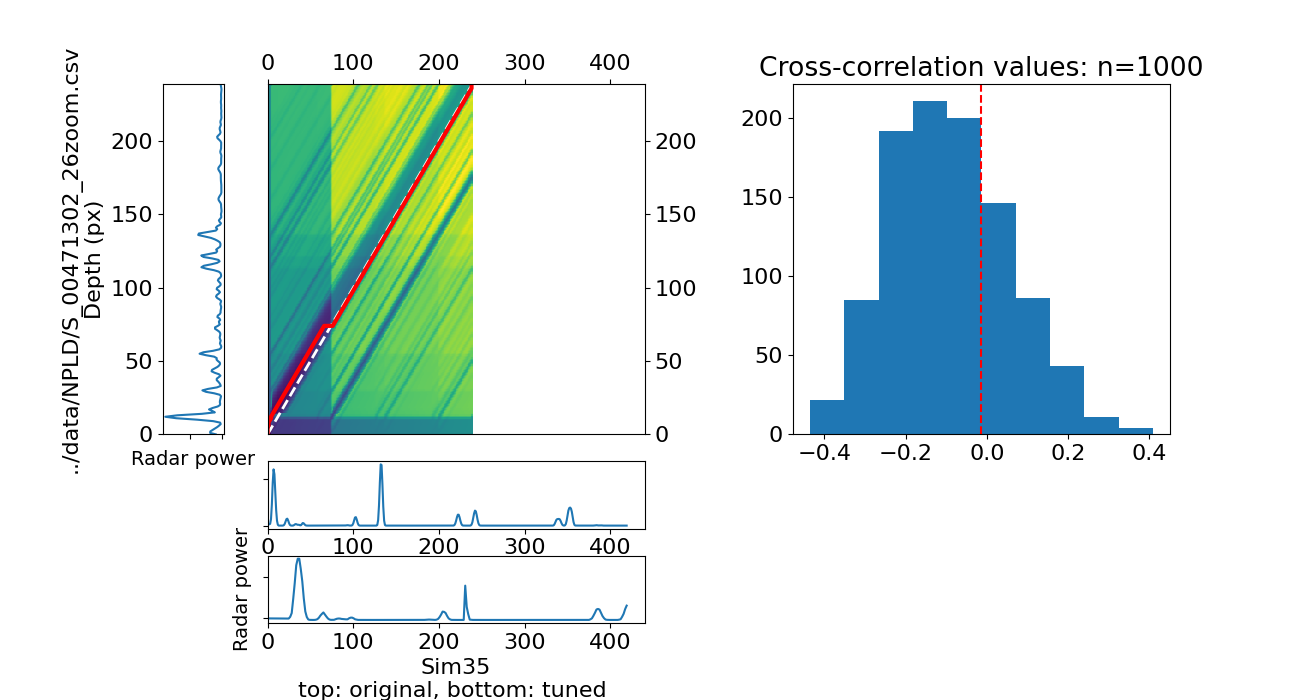 Cross-correlation values: n=1000
0 100 200 300 400
../data/NPLD/S_00471302_26zoom.csv
Depth (px)
200
150
100
50
0
Radar power
200
150
100
50
0
200
150
100
50
0
−0.4 −0.2 0.0 0.2 0.4
0 100 200 300 400
Radar power
0 100 200 300 400
Sim35
top: original, bottom: tuned